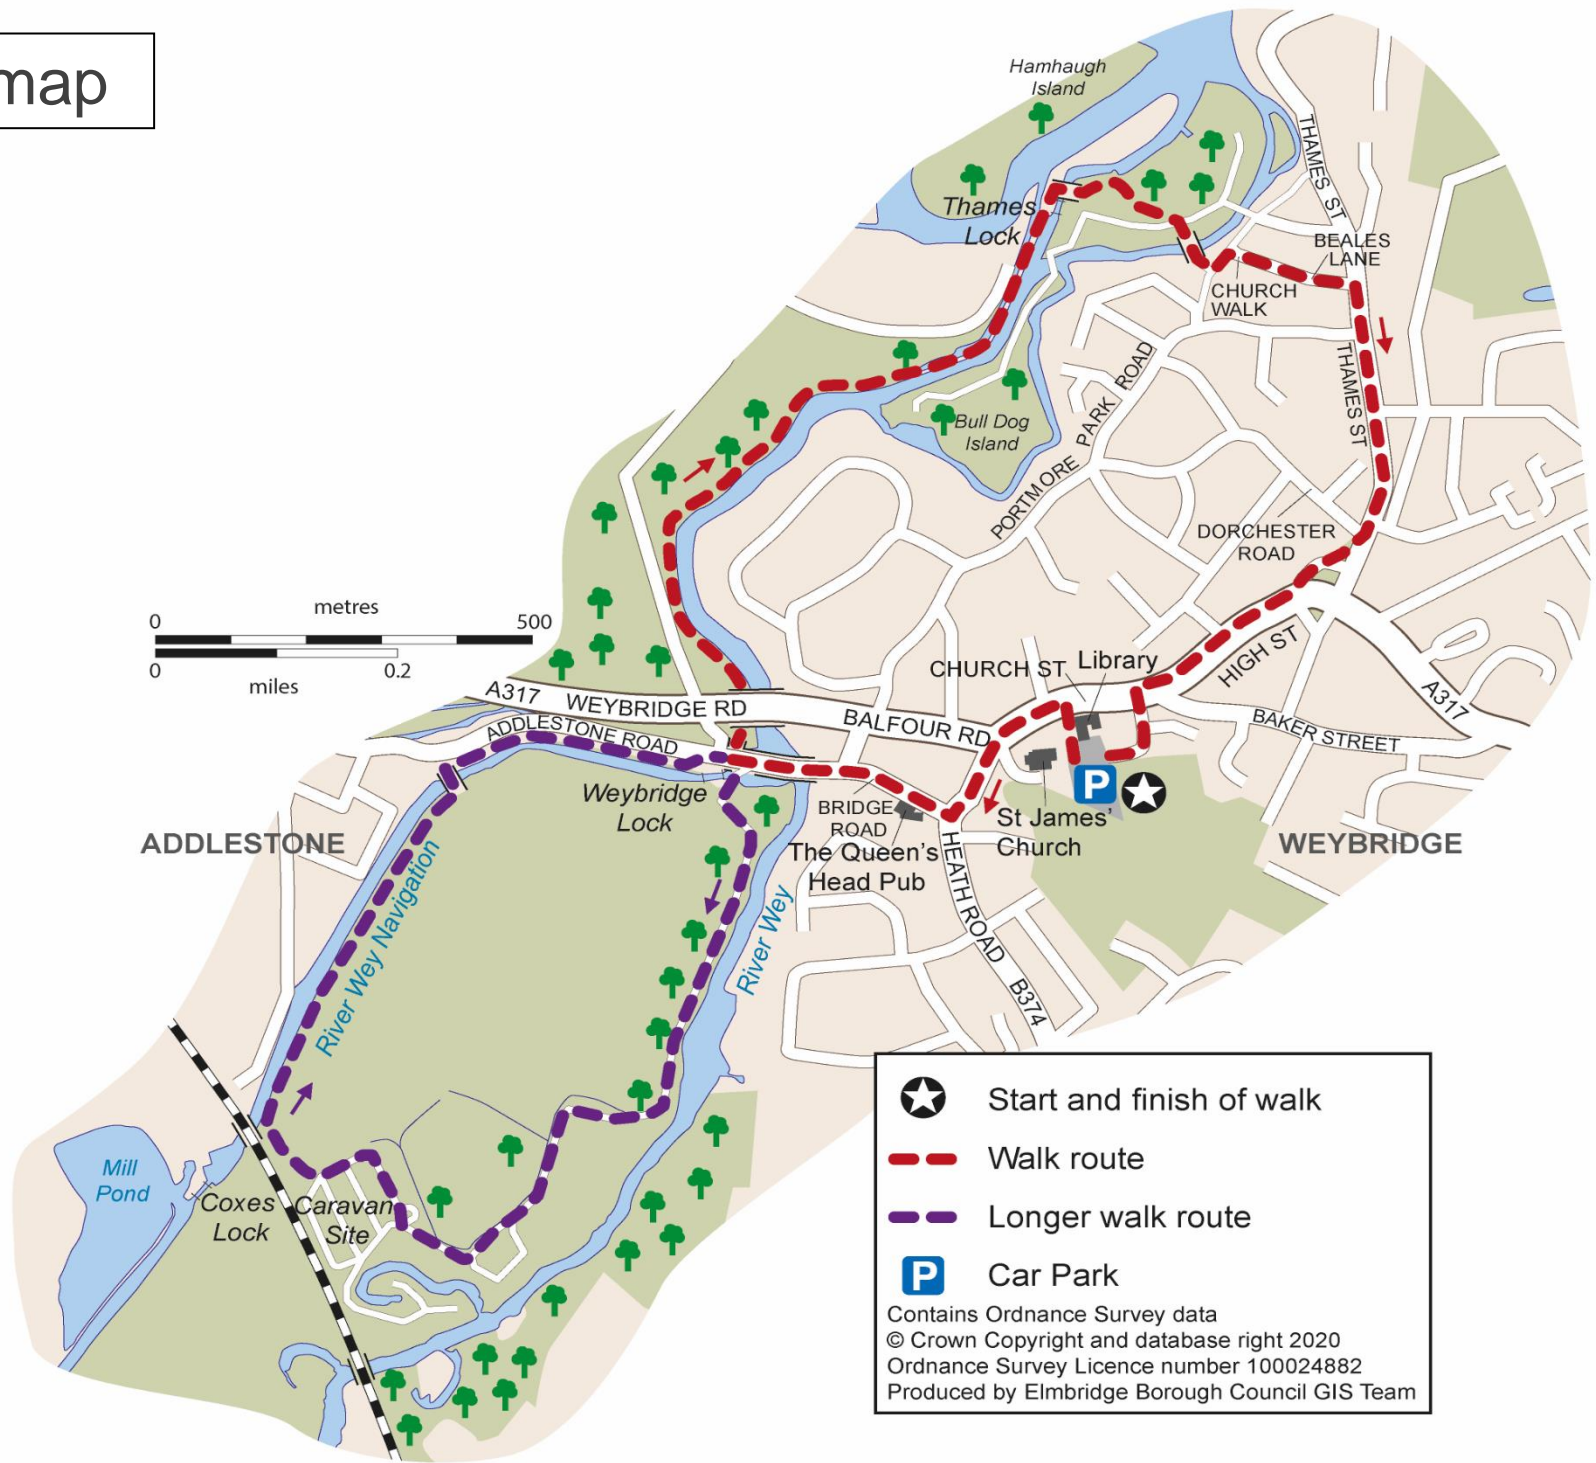 map
Hamhaugh
Island
THAMES ST
Thames
Lock
BEALES
LANE
CHURCH
WALK
THAMES ST
PORTMORE PARK ROAD
Bull Dog
Island
DORCHESTER
ROAD
metres
0 500
0 0.2
miles
CHURCH ST
Library
HIGH ST
A317
A317
WEYBRIDGE RD
BALFOUR RD
BAKER STREET
ADDLESTONE ROAD
P
Weybridge
Lock
BRIDGE
ROAD
The Queen's
Head Pub
St James'
Church
ADDLESTONE
WEYBRIDGE
HEATH ROAD
B374
River Wey Navigation
River Wey
Mill
Pond
Coxes
Lock
Caravan
Site
Start and finish of walk
Walk route
Longer walk route
P
Car Park
Contains Ordnance Survey data
© Crown Copyright and database right 2020
Ordnance Survey Licence number 100024882
Produced by Elmbridge Borough Council GIS Team